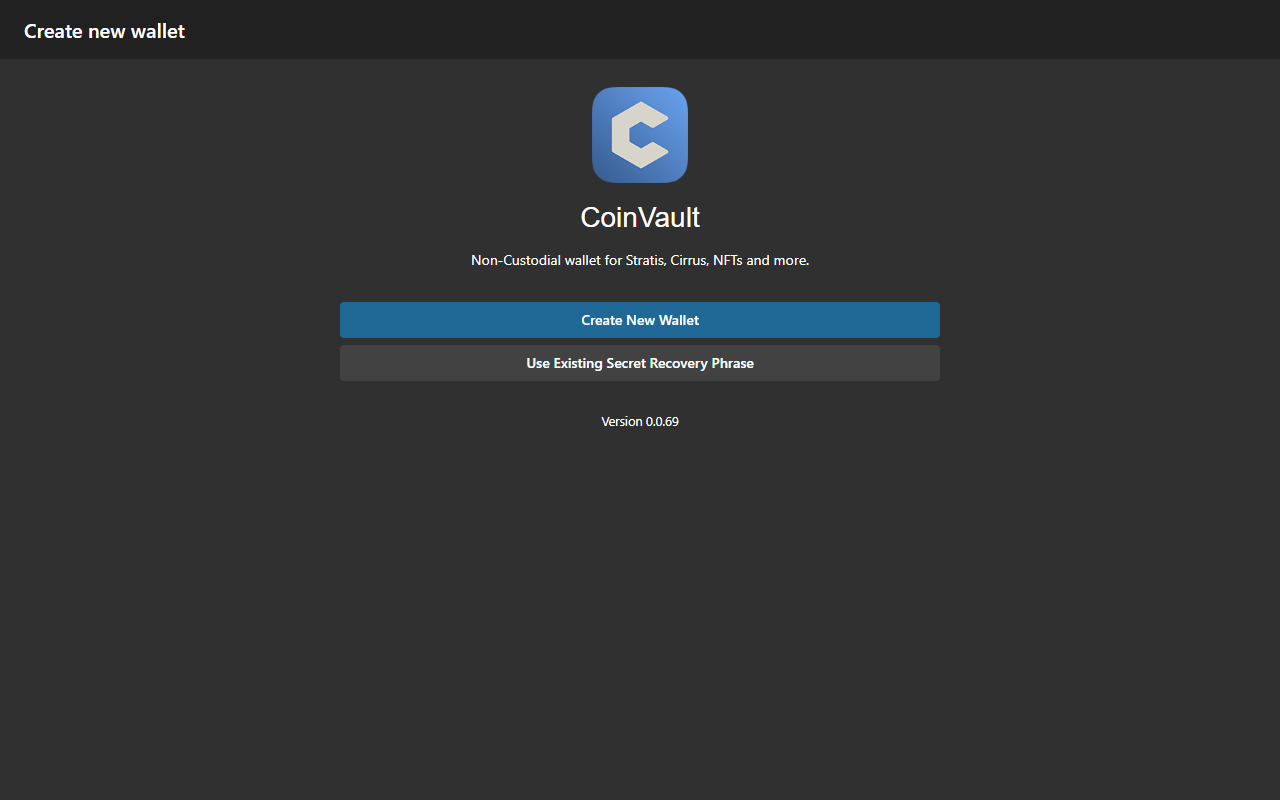 Create new wallet
CoinVault
Non-Custodial wallet for Stratis, Cirrus, NFTs and more.
Create New Wallet
Use Existing Secret Recovery Phrase
Version 0.0.69